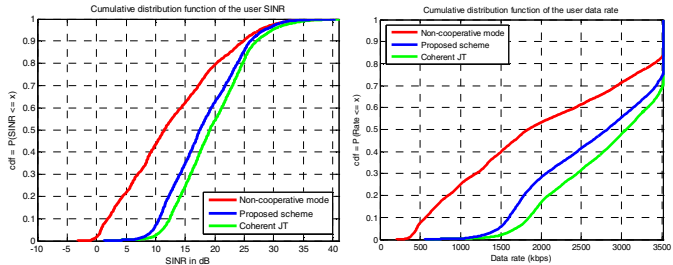 Cumulative distribution function of the user SINR
1
0.9
0.8
0.7
0.6
0.5
0.4
0.3
0.2
0.1
0
cdf = P(SINR <= x)
Non-cooperative mode
Proposed scheme
Coherent JT
-10 -5 0 5 10 15 20 25 30 35 40
SINR in dB
Cumulative distribution function of the user data rate
1
0.9
0.8
0.7
0.6
0.5
0.4
0.3
0.2
0.1
0
cdf = P(Rate <= x)
Non-cooperative mode
Proposed scheme
Coherent JT
0 500 1000 1500 2000 2500 3000 3500
Data rate (kbps)